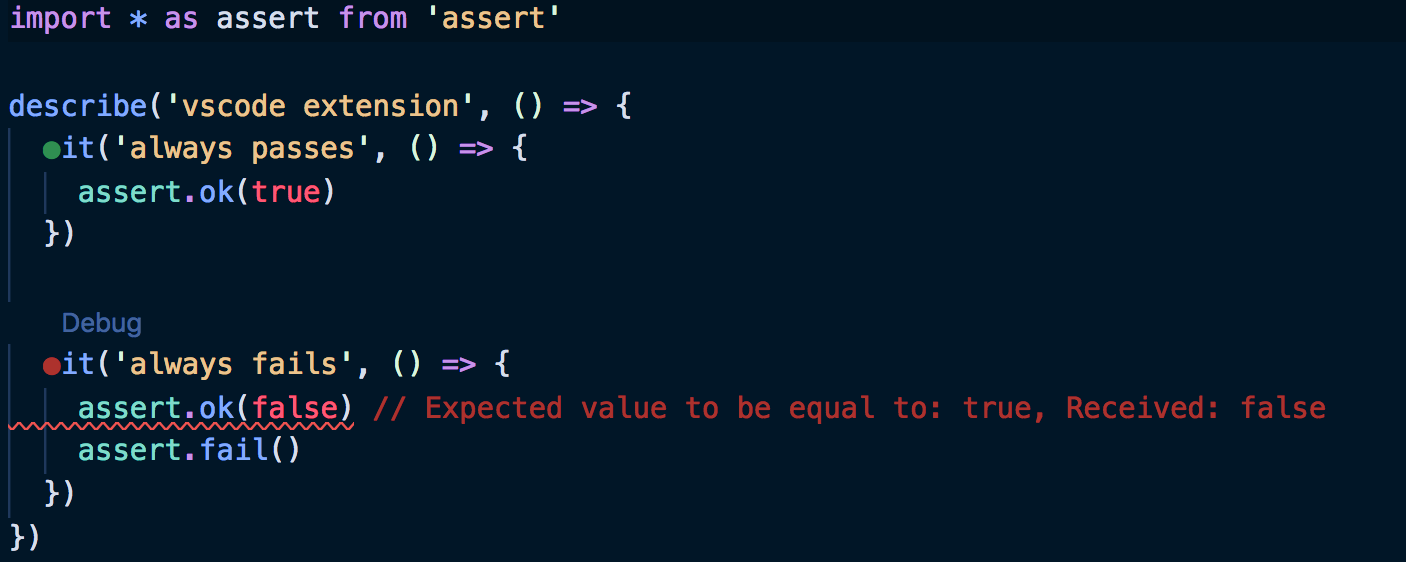 import * as assert from 'assert'
describe('vscode extension', () => {
it('always passes', () => {
assert.ok(true)
})
Debug
it('always fails', () => {
assert.ok(false) // Expected value to be equal to: true, Received: false
assert.fail()
})
})